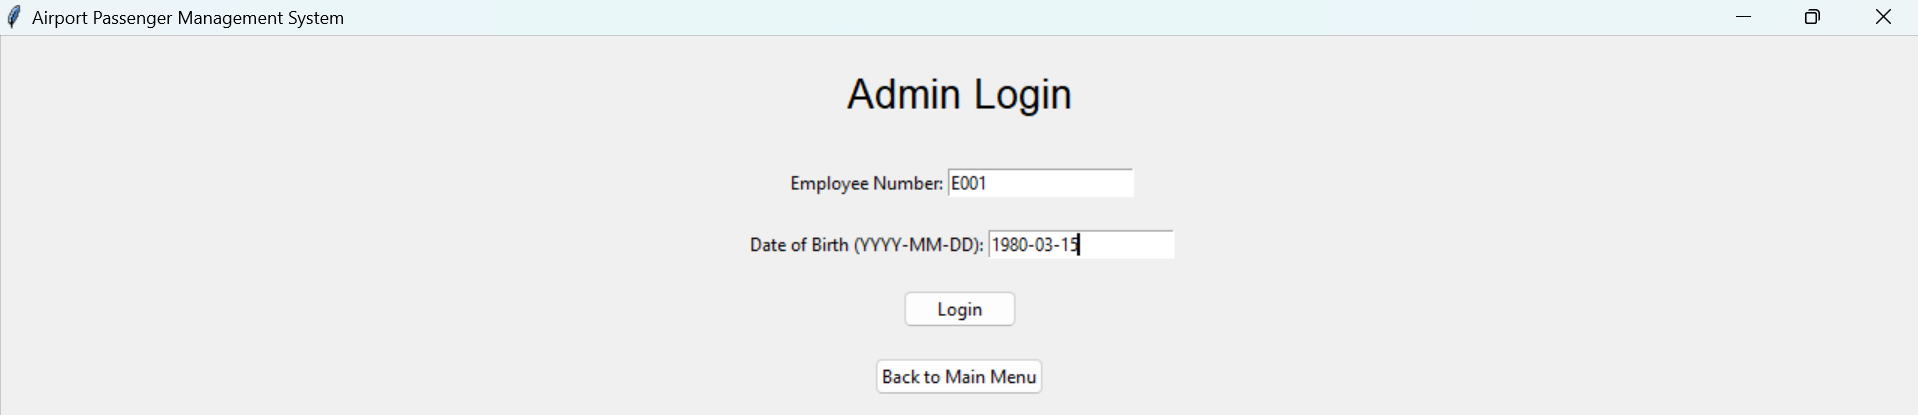 Airport Passenger Management System
Admin Login
Employee Number: E001
Date of Birth (YYYY-MM-DD): 1980-03-15
Login
Back to Main Menu